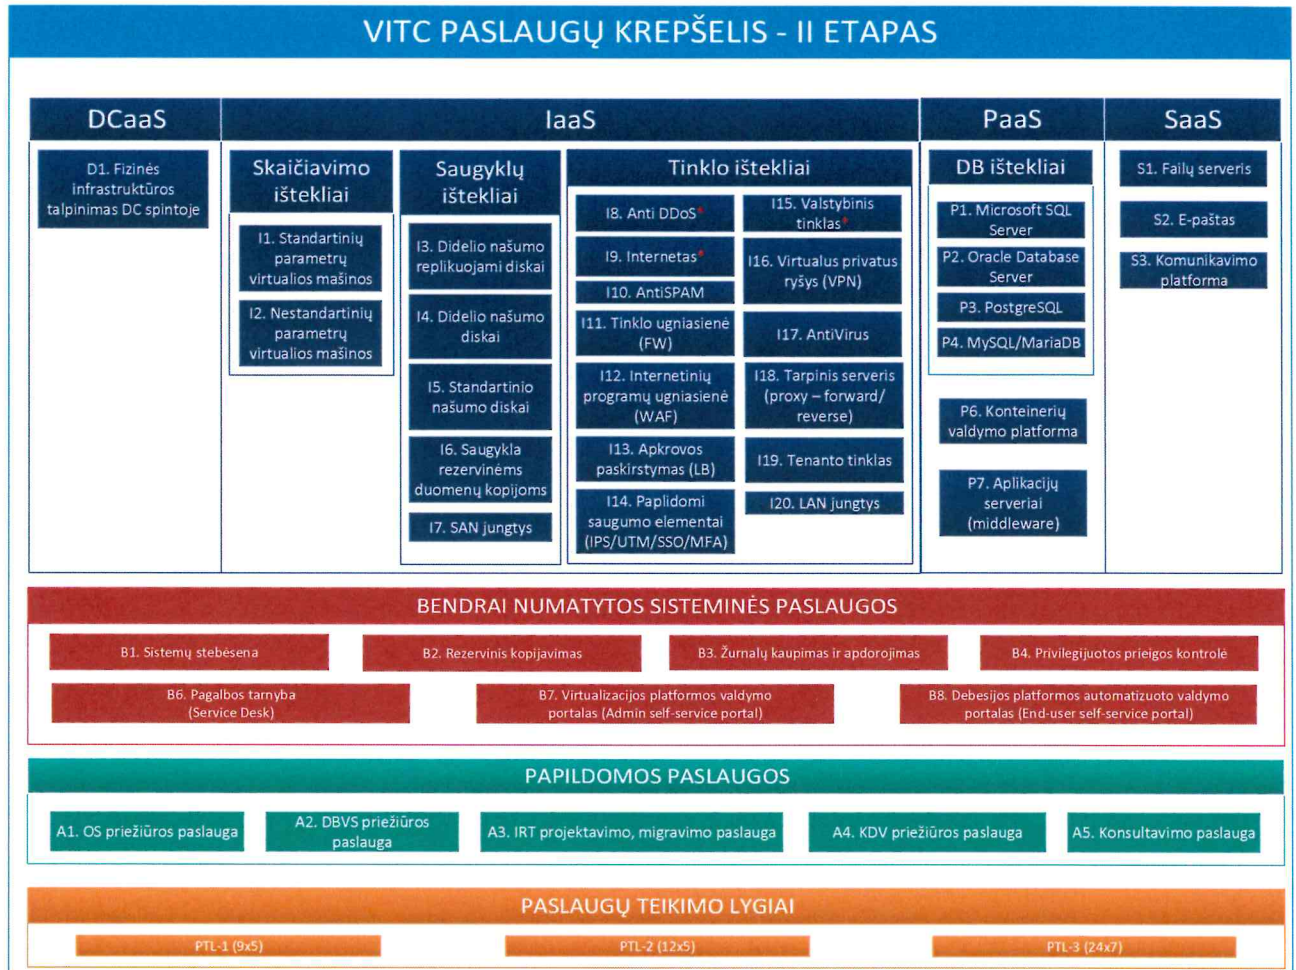 VITC PASLAUGŲ KREPŠELIS - II ETAPAS
DCaaS
IaaS
PaaS
SaaS
D1. Fizinės
infrastruktūros
talpinimas DC spintoje
Skaičiavimo
ištekliai
I1. Standartinių
parametrų
virtualios mašinos
I2. Nestandartinių
parametrų
virtualios mašinos
Saugyklų
ištekliai
I3. Didelio našumo
replikuojami diskai
I4. Didelio našumo
diskai
I5. Standartinio
našumo diskai
I6. Saugykla
rezervinėms
duomenų kopijoms
I7. SAN jungtys
Tinklo ištekliai
I8. Anti DDoS*
I9. Internetas*
I10. AntiSPAM
I11. Tinklo ugniasienė
(FW)
I12. Internetinių
programų ugniasienė
(WAF)
I13. Apkrovos
paskirstymas (LB)
I14. Paplidomi
saugumo elementai
(IPS/UTM/SSO/MFA)
I15. Valstybinis
tinklas*
I16. Virtualus privatus
ryšys (VPN)
I17. AntiVirus
I18. Tarpinis serveris
(proxy – forward/
reverse)
I19. Tenanto tinklas
I20. LAN jungtys
DB ištekliai
P1. Microsoft SQL
Server
P2. Oracle Database
Server
P3. PostgreSQL
P4. MySQL/MariaDB
P6. Konteinerių
valdymo platforma
P7. Aplikacijų
serveriai
(middleware)
S1. Failų serveris
S2. E-paštas
S3. Komunikavimo
platforma
BENDRAI NUMATYTOS SISTEMINĖS PASLAUGOS
B1. Sistemų stebėsena
B2. Rezervinis kopijavimas
B3. Žurnalų kaupimas ir apdorojimas
B4. Privilegijuotos prieigos kontrolė
B6. Pagalbos tarnyba
(Service Desk)
B7. Virtualizacijos platformos valdymo
portalas (Admin self-service portal)
B8. Debesijos platformos automatizuoto valdymo
portalas (End-user self-service portal)
PAPILDOMOS PASLAUGOS
A1. OS priežiūros paslauga
A2. DBVS priežiūros
paslauga
A3. IRT projektavimo, migravimo paslauga
A4. KDV priežiūros paslauga
A5. Konsultavimo paslauga
PASLAUGŲ TEIKIMO LYGIAI
PTL-1 (9x5)
PTL-2 (12x5)
PTL-3 (24x7)